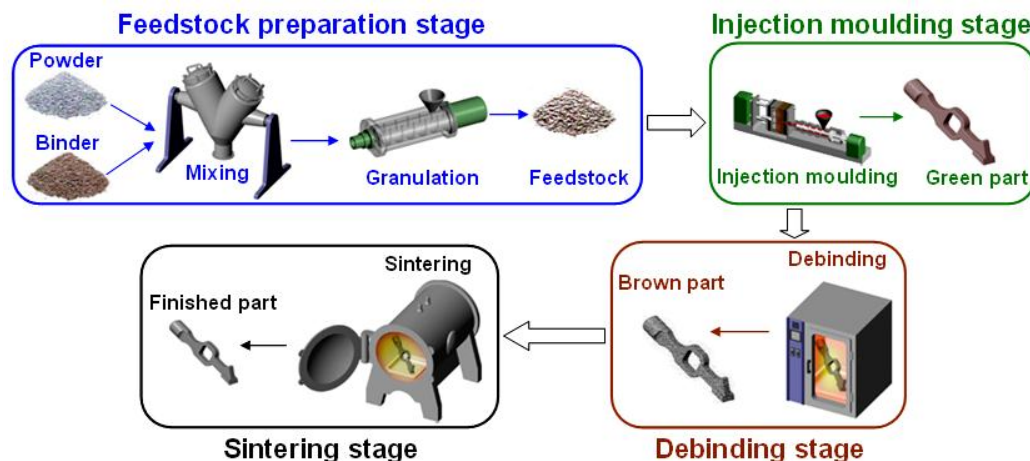 Feedstock preparation stage
Injection moulding stage
Powder
Binder
Mixing
Granulation
Feedstock
Injection moulding
Green part
Sintering
Finished part
Debinding
Brown part
Sintering stage
Debinding stage